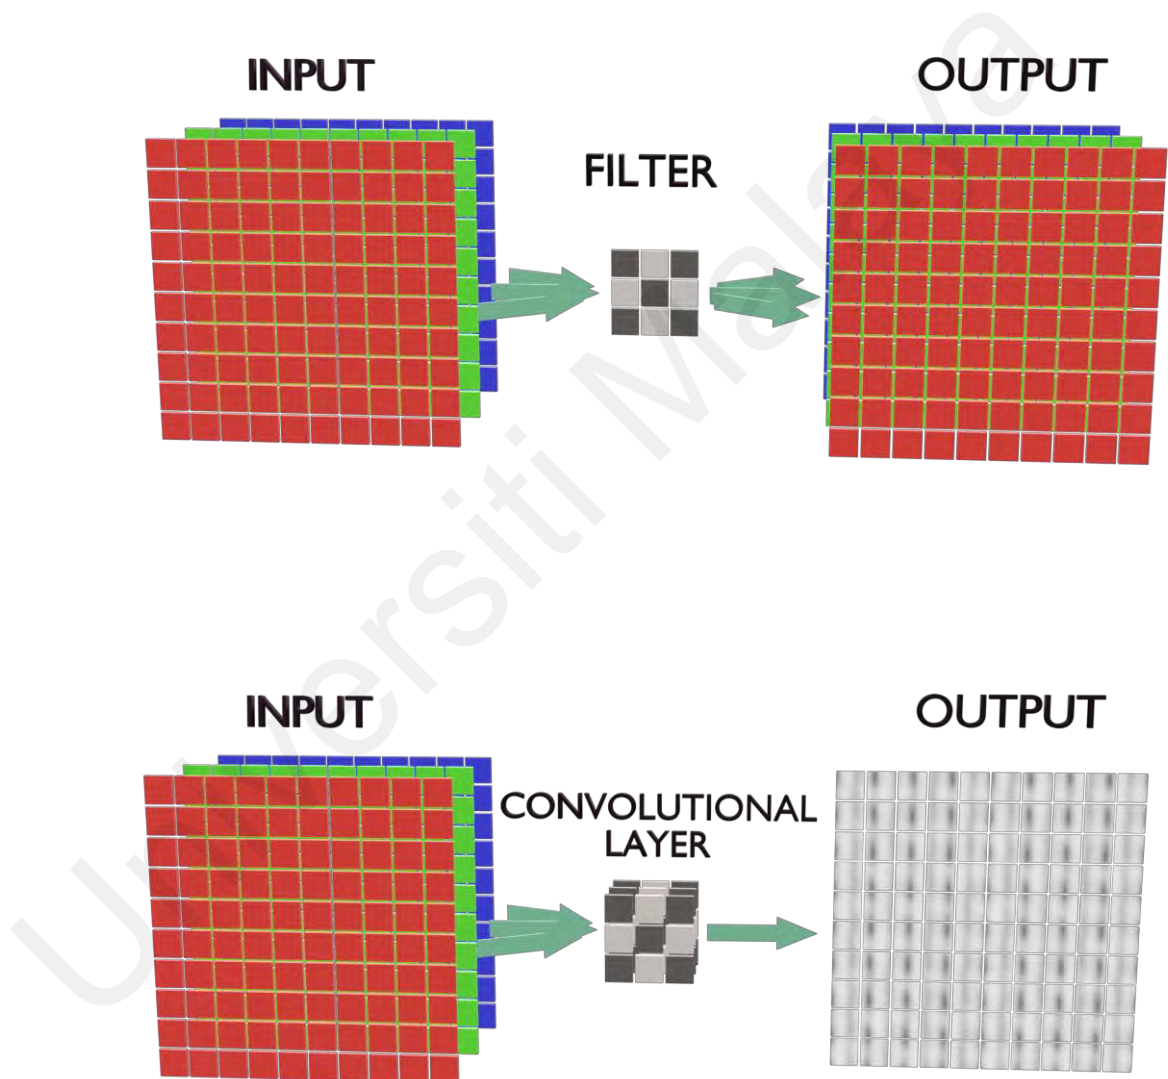 INPUT
OUTPUT
FILTER
INPUT
OUTPUT
CONVOLUTIONAL
LAYER
Universiti Malaya